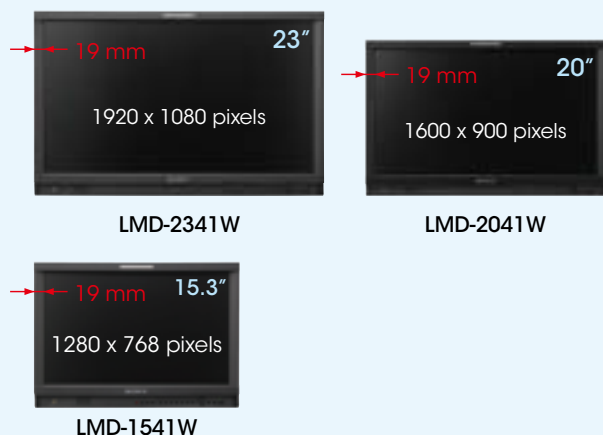 23″
19 mm
1920 x 1080 pixels
LMD-2341W
20″
19 mm
1600 x 900 pixels
LMD-2041W
15.3″
19 mm
1280 x 768 pixels
LMD-1541W